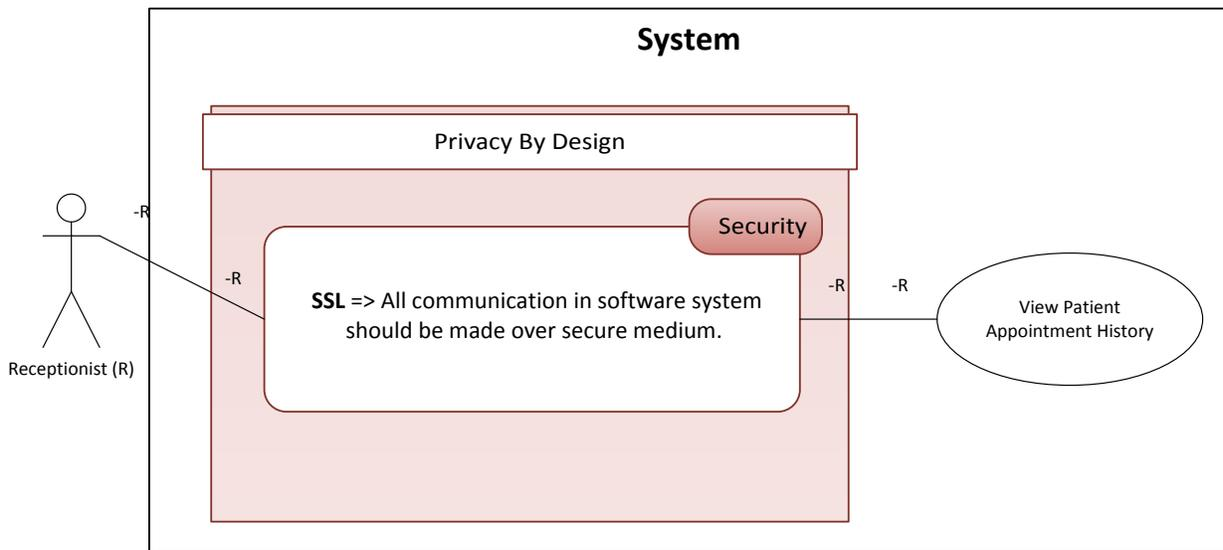 System
Privacy By Design
Security
-R
-R
SSL => All communication in software system
should be made over secure medium.
-R
-R
View Patient
Appointment History
Receptionist (R)